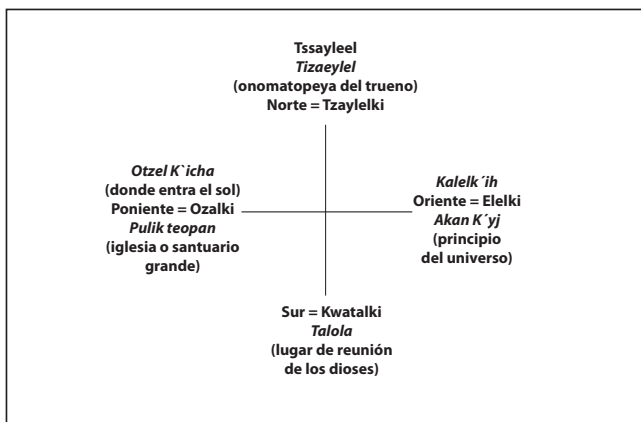 Tssayleel
Tizaeylel
(onomatopeya del trueno)
Norte = Tzaylelki
Otzel K`icha
(donde entra el sol)
Poniente = Ozalki
Pulik teopan
(iglesia o santuario
grande)
Kalelk´ih
Oriente = Elelki
Akan K´yj
(principio
del universo)
Sur = Kwatalki
Talola
(lugar de reunión
de los dioses)